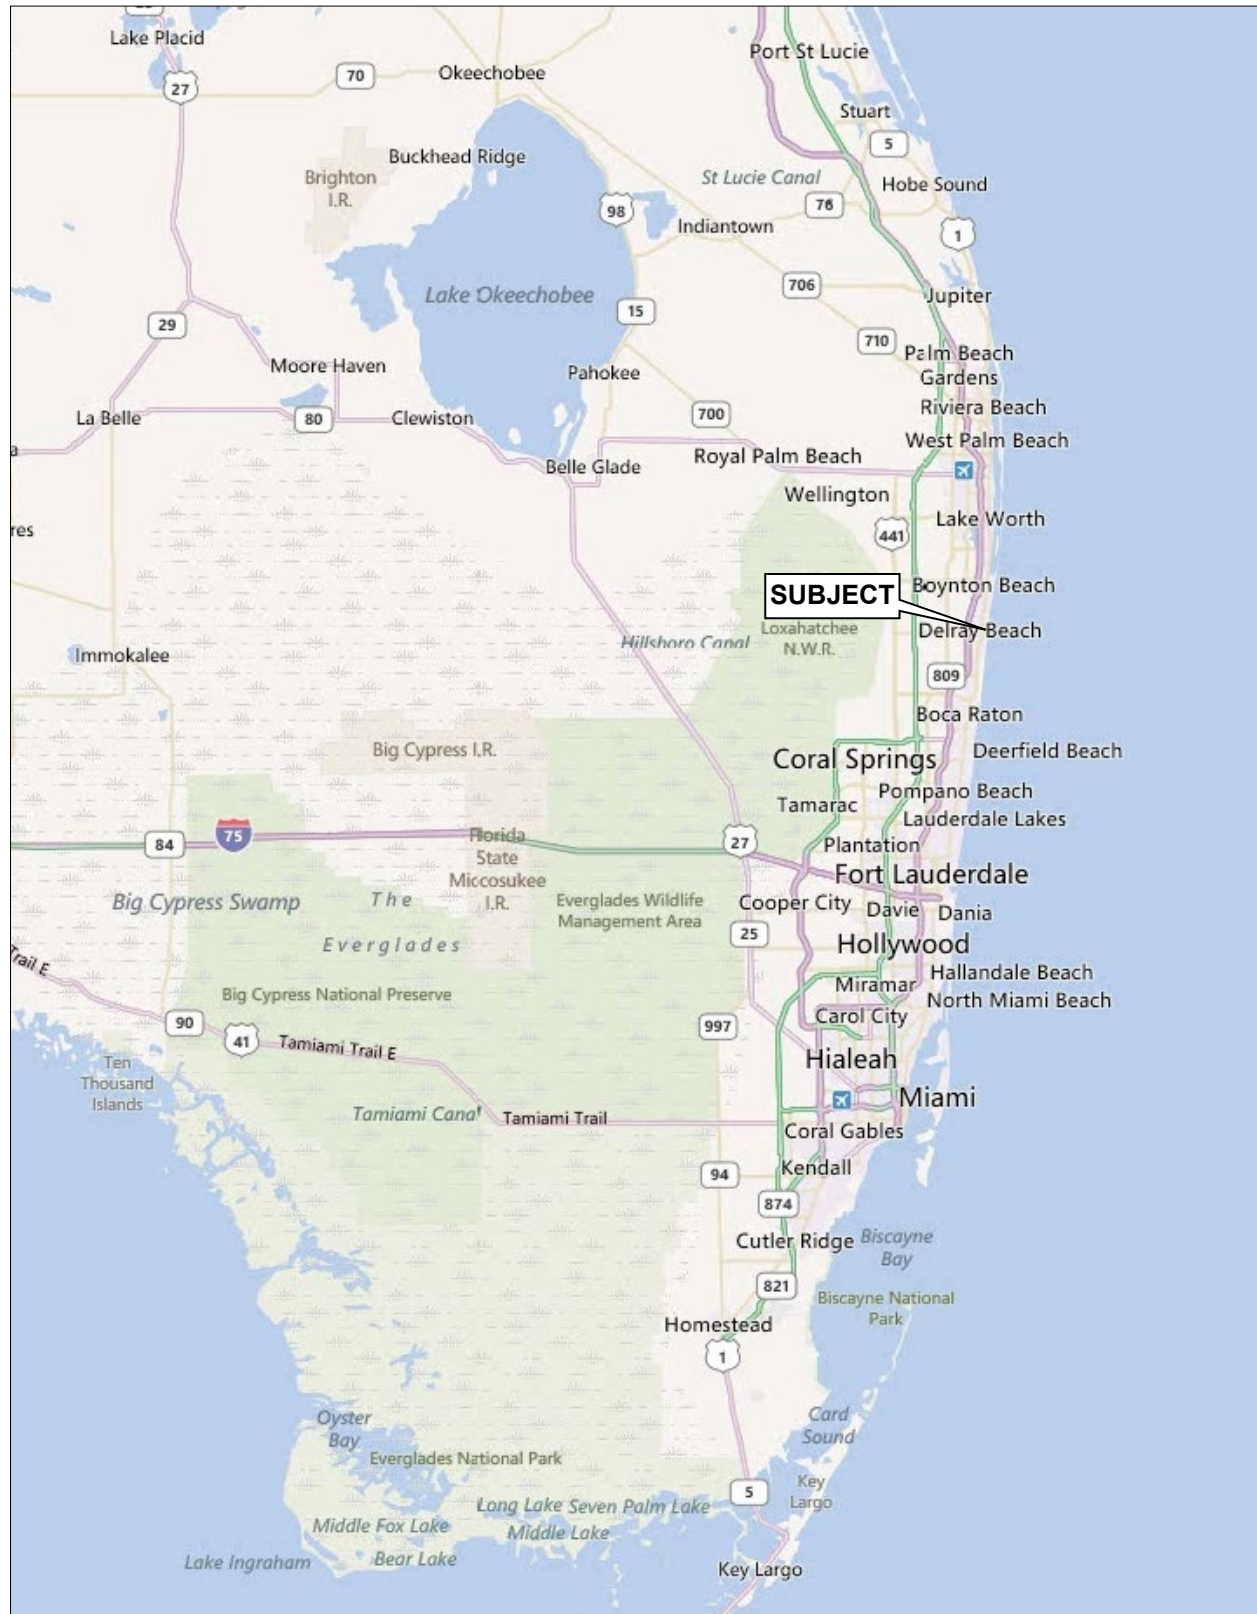 Lake Placid
27
70
Okeechobee
Port St Lucie
Stuart
5
Buckhead Ridge
Brighton
I.R.
St Lucie Canal
Hobe Sound
98
76
Indiantown
1
Lake Okeechobee
706
Jupiter
15
29
710
Palm Beach
Gardens
Moore Haven
Pahokee
Riviera Beach
La Belle
80
Clewiston
700
West Palm Beach
a
Belle Glade
Royal Palm Beach
Wellington
Lake Worth
res
441
Boynton Beach
SUBJECT
Delray Beach
Loxahatchee
N.W.R.
Hillsboro Canal
Immokalee
809
Boca Raton
Big Cypress I.R.
Deerfield Beach
Coral Springs
Pompano Beach
Tamarac
Lauderdale Lakes
84
75
27
Plantation
Florida
State
Miccosukee
I.R.
Fort Lauderdale
Big Cypress Swamp
The
Everglades
Everglades Wildlife
Management Area
Cooper City
Davie
Dania
25
Hollywood
Trail E
Hallandale Beach
Miramar
North Miami Beach
Big Cypress National Preserve
Carol City
90
41
Tamiami Trail E
997
Hialeah
Ten
Thousand
Islands
Miami
Tamiami Canal
Tamiami Trail
Coral Gables
Kendall
94
874
Cutler Ridge
Biscayne
Bay
821
Biscayne National
Park
Homestead
1
Oyster
Bay
Card
Sound
Everglades National Park
Key
Largo
5
Long Lake
Seven Palm Lake
Middle Fox Lake
Middle Lake
Lake Ingraham
Bear Lake
Key Largo